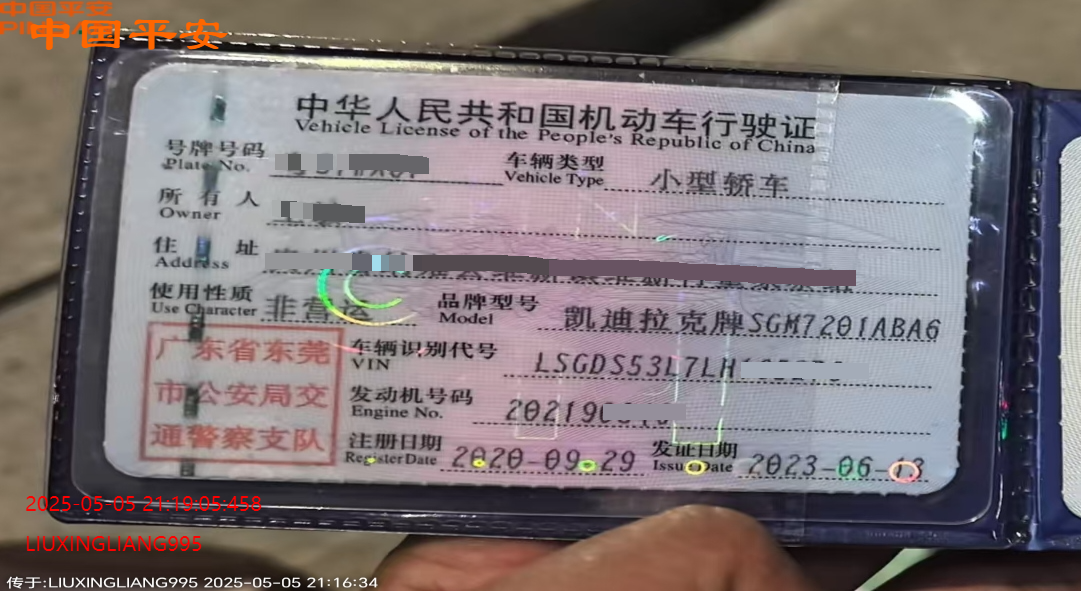 中国平安
中国平安
中华人民共和国机动车行驶证
Vehicle License of the People's Republic of China
号牌号码
Plate No.
车辆类型 小型轿车
Vehicle Type
所有人
Owner
住址
Address
使用性质 非营运
Use Character
品牌型号 凯迪拉克牌SGM7201ABA6
Model
广东省东莞
市公安局交
通警察支队
车辆识别代号 LSGDS53L7LH
VIN
发动机号码 202190
Engine No.
注册日期 2020-09-29
Register Date
发证日期 2023-06-13
Issue Date
2025-05-05 21:19:05:458
LIUXINGLIANG995
传于:LIUXINGLIANG995 2025-05-05 21:16:34